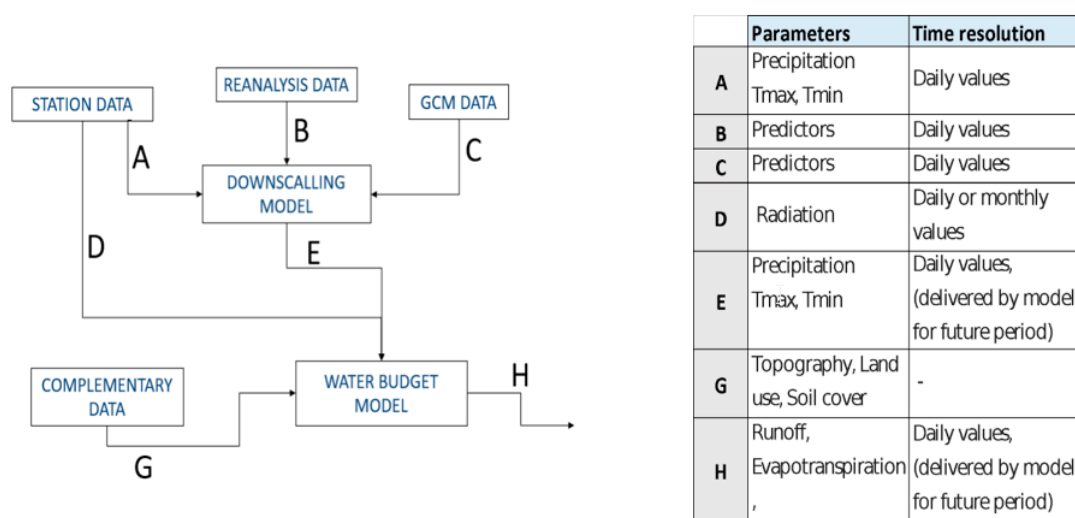 STATION DATA
REANALYSIS DATA
GCM DATA
A
B
C
DOWNSCALLING
MODEL
D
E
COMPLEMENTARY
DATA
WATER BUDGET
MODEL
G
H
Parameters Time resolution
A Precipitation
Tmax, Tmin Daily values
B Predictors Daily values
C Predictors Daily values
D Radiation Daily or monthly
values
E Precipitation
Tmax, Tmin
Daily values,
(delivered by model
for future period)
G Topography, Land
use, Soil cover -
H Runoff,
Evapotranspiration
,
Daily values,
(delivered by model
for future period)